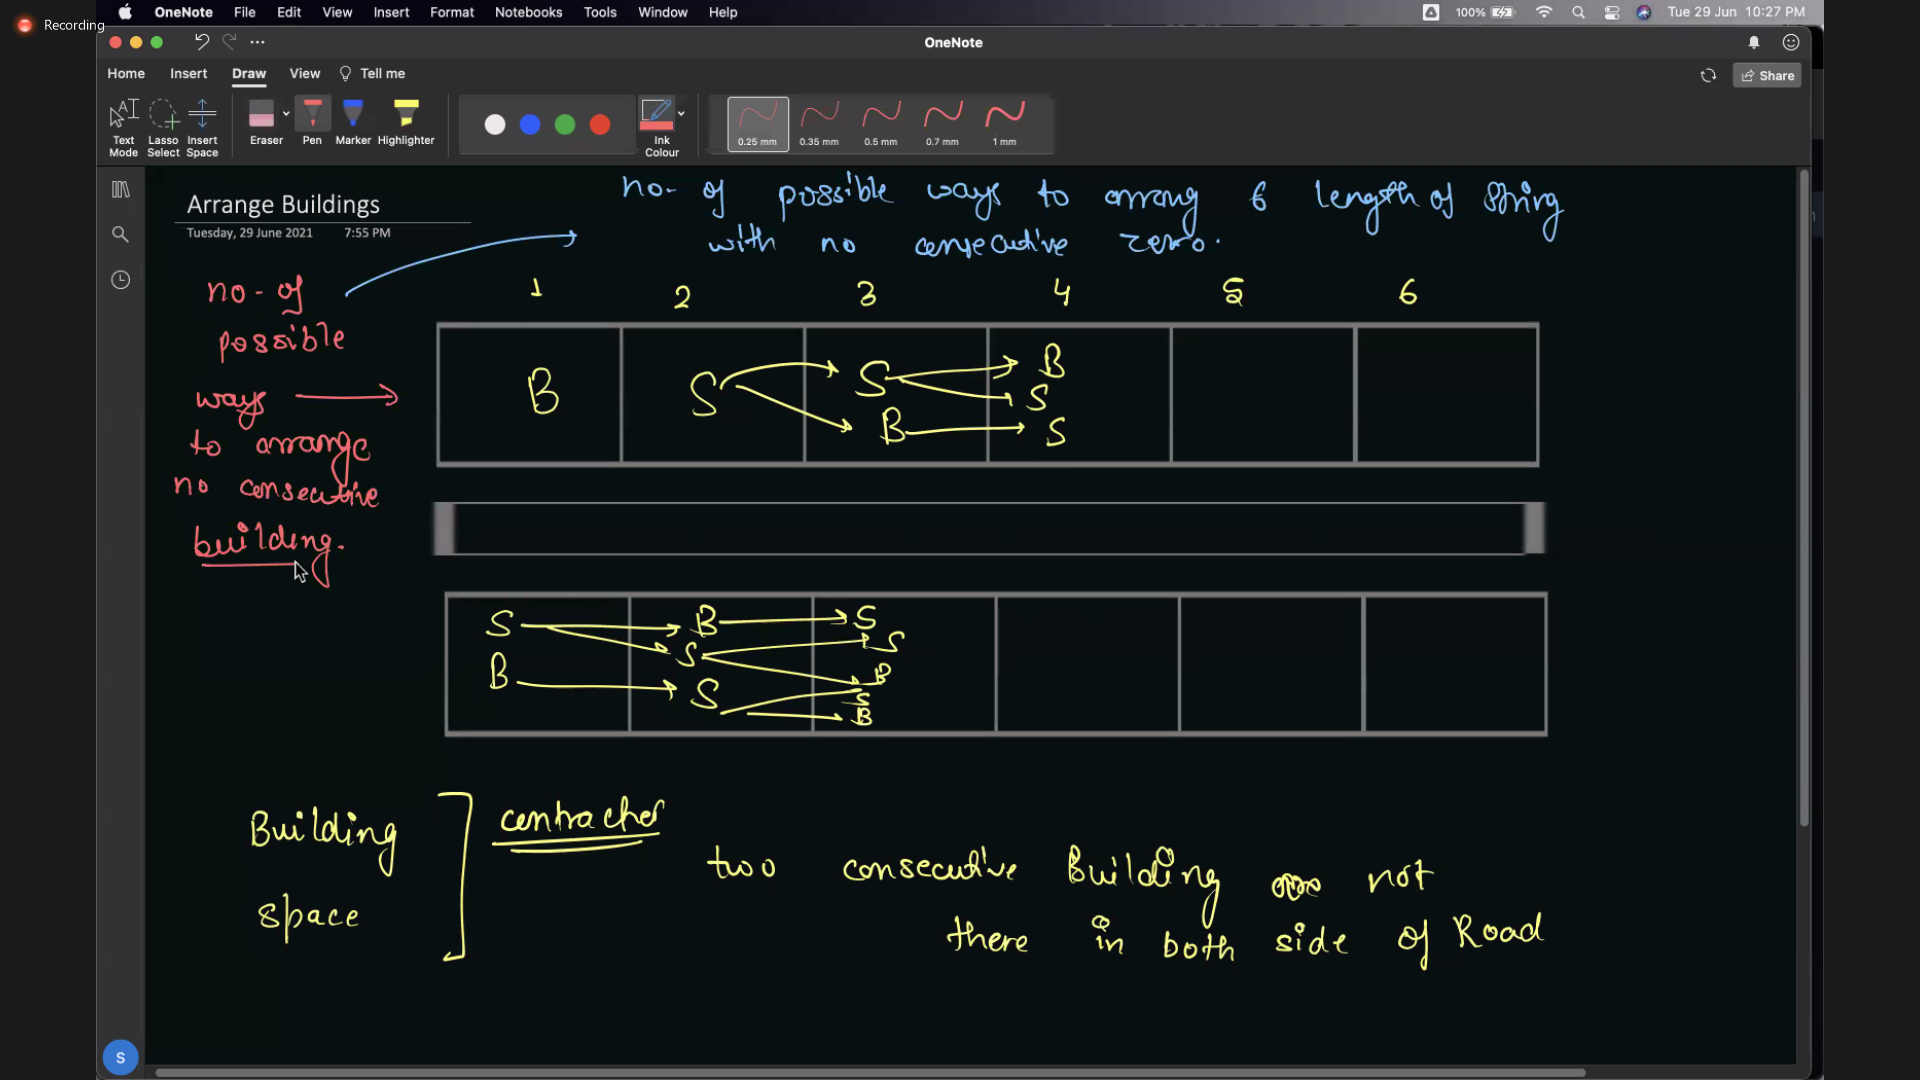 Recording
OneNote File Edit View Insert Format Notebooks Tools Window Help
100% Tue 29 Jun 10:27 PM
OneNote
Home Insert Draw View Tell me
Share
Text Mode
Lasso Select
Insert Space
Eraser
Pen
Marker
Highlighter
Ink Colour
0.25 mm
0.35 mm
0.5 mm
0.7 mm
1 mm
Arrange Buildings
Tuesday, 29 June 2021 7:55 PM
no- of possible ways to arrang 6 length of string
with no consecutive zero.
no- of
possible
ways
to arrange
no consecutive
building.
1 2 3 4 5 6
B S S B
S
B S
S B S
S S
B
B S S
B
Building
space
contracter
two consecutive Building are not
there in both side of Road
S